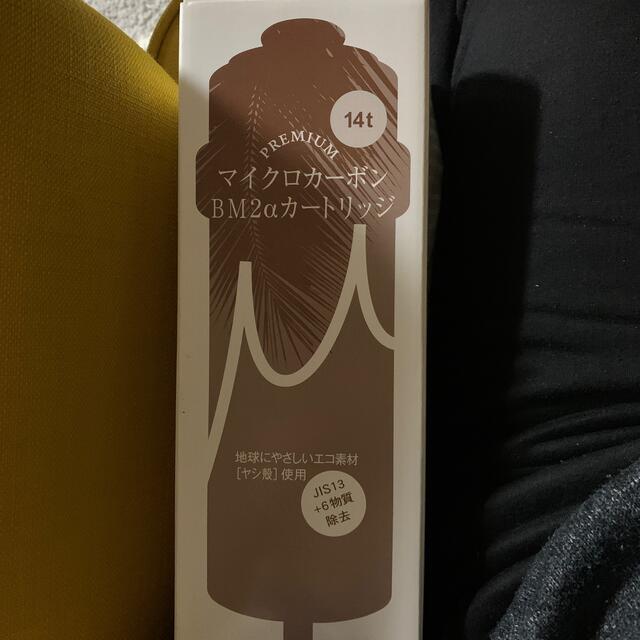 14t
PREMIUM
マイクロカーボン
BM2αカートリッジ
μ
地球にやさしいエコ素材
［ヤシ殻］使用
JIS13
+6物質
除去